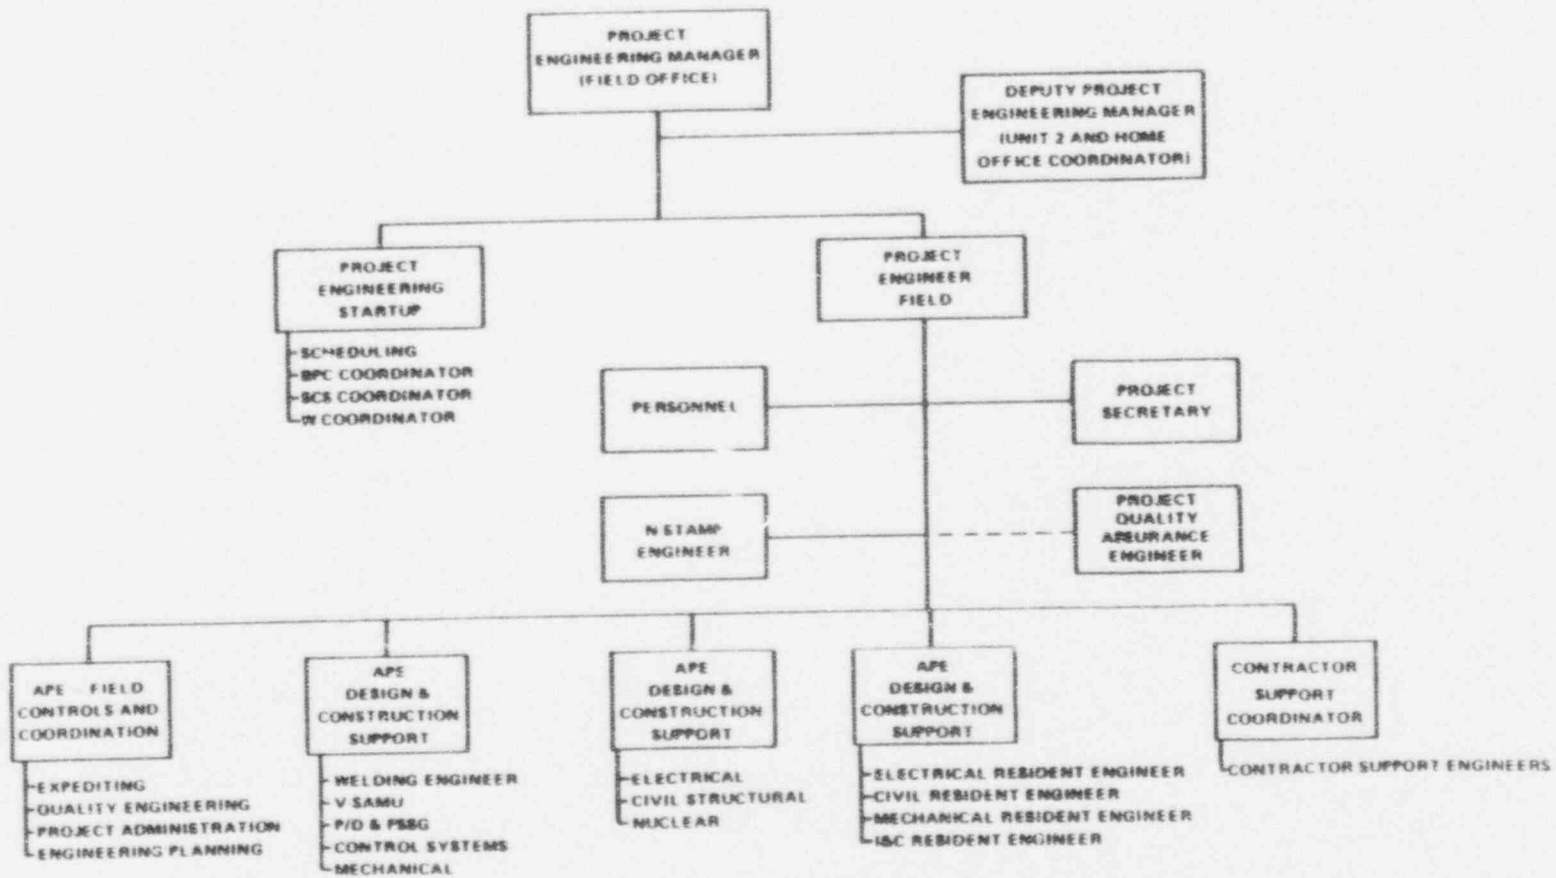 PROJECT
ENGINEERING MANAGER
(FIELD OFFICE)
DEPUTY PROJECT
ENGINEERING MANAGER
(UNIT 2 AND HOME
OFFICE COORDINATOR)
PROJECT
ENGINEERING
STARTUP
SCHEDULING
BPC COORDINATOR
SCS COORDINATOR
W COORDINATOR
PROJECT
ENGINEER
FIELD
PERSONNEL
PROJECT
SECRETARY
N STAMP
ENGINEER
PROJECT
QUALITY
ASSURANCE
ENGINEER
APE - FIELD
CONTROLS AND
COORDINATION
EXPEDITING
QUALITY ENGINEERING
PROJECT ADMINISTRATION
ENGINEERING PLANNING
APE
DESIGN &
CONSTRUCTION
SUPPORT
WELDING ENGINEER
V SAMU
P/D & PSBG
CONTROL SYSTEMS
MECHANICAL
APE
DESIGN &
CONSTRUCTION
SUPPORT
ELECTRICAL
CIVIL STRUCTURAL
NUCLEAR
APE
DESIGN &
CONSTRUCTION
SUPPORT
ELECTRICAL RESIDENT ENGINEER
CIVIL RESIDENT ENGINEER
MECHANICAL RESIDENT ENGINEER
I&C RESIDENT ENGINEER
CONTRACTOR
SUPPORT
COORDINATOR
CONTRACTOR SUPPORT ENGINEERS